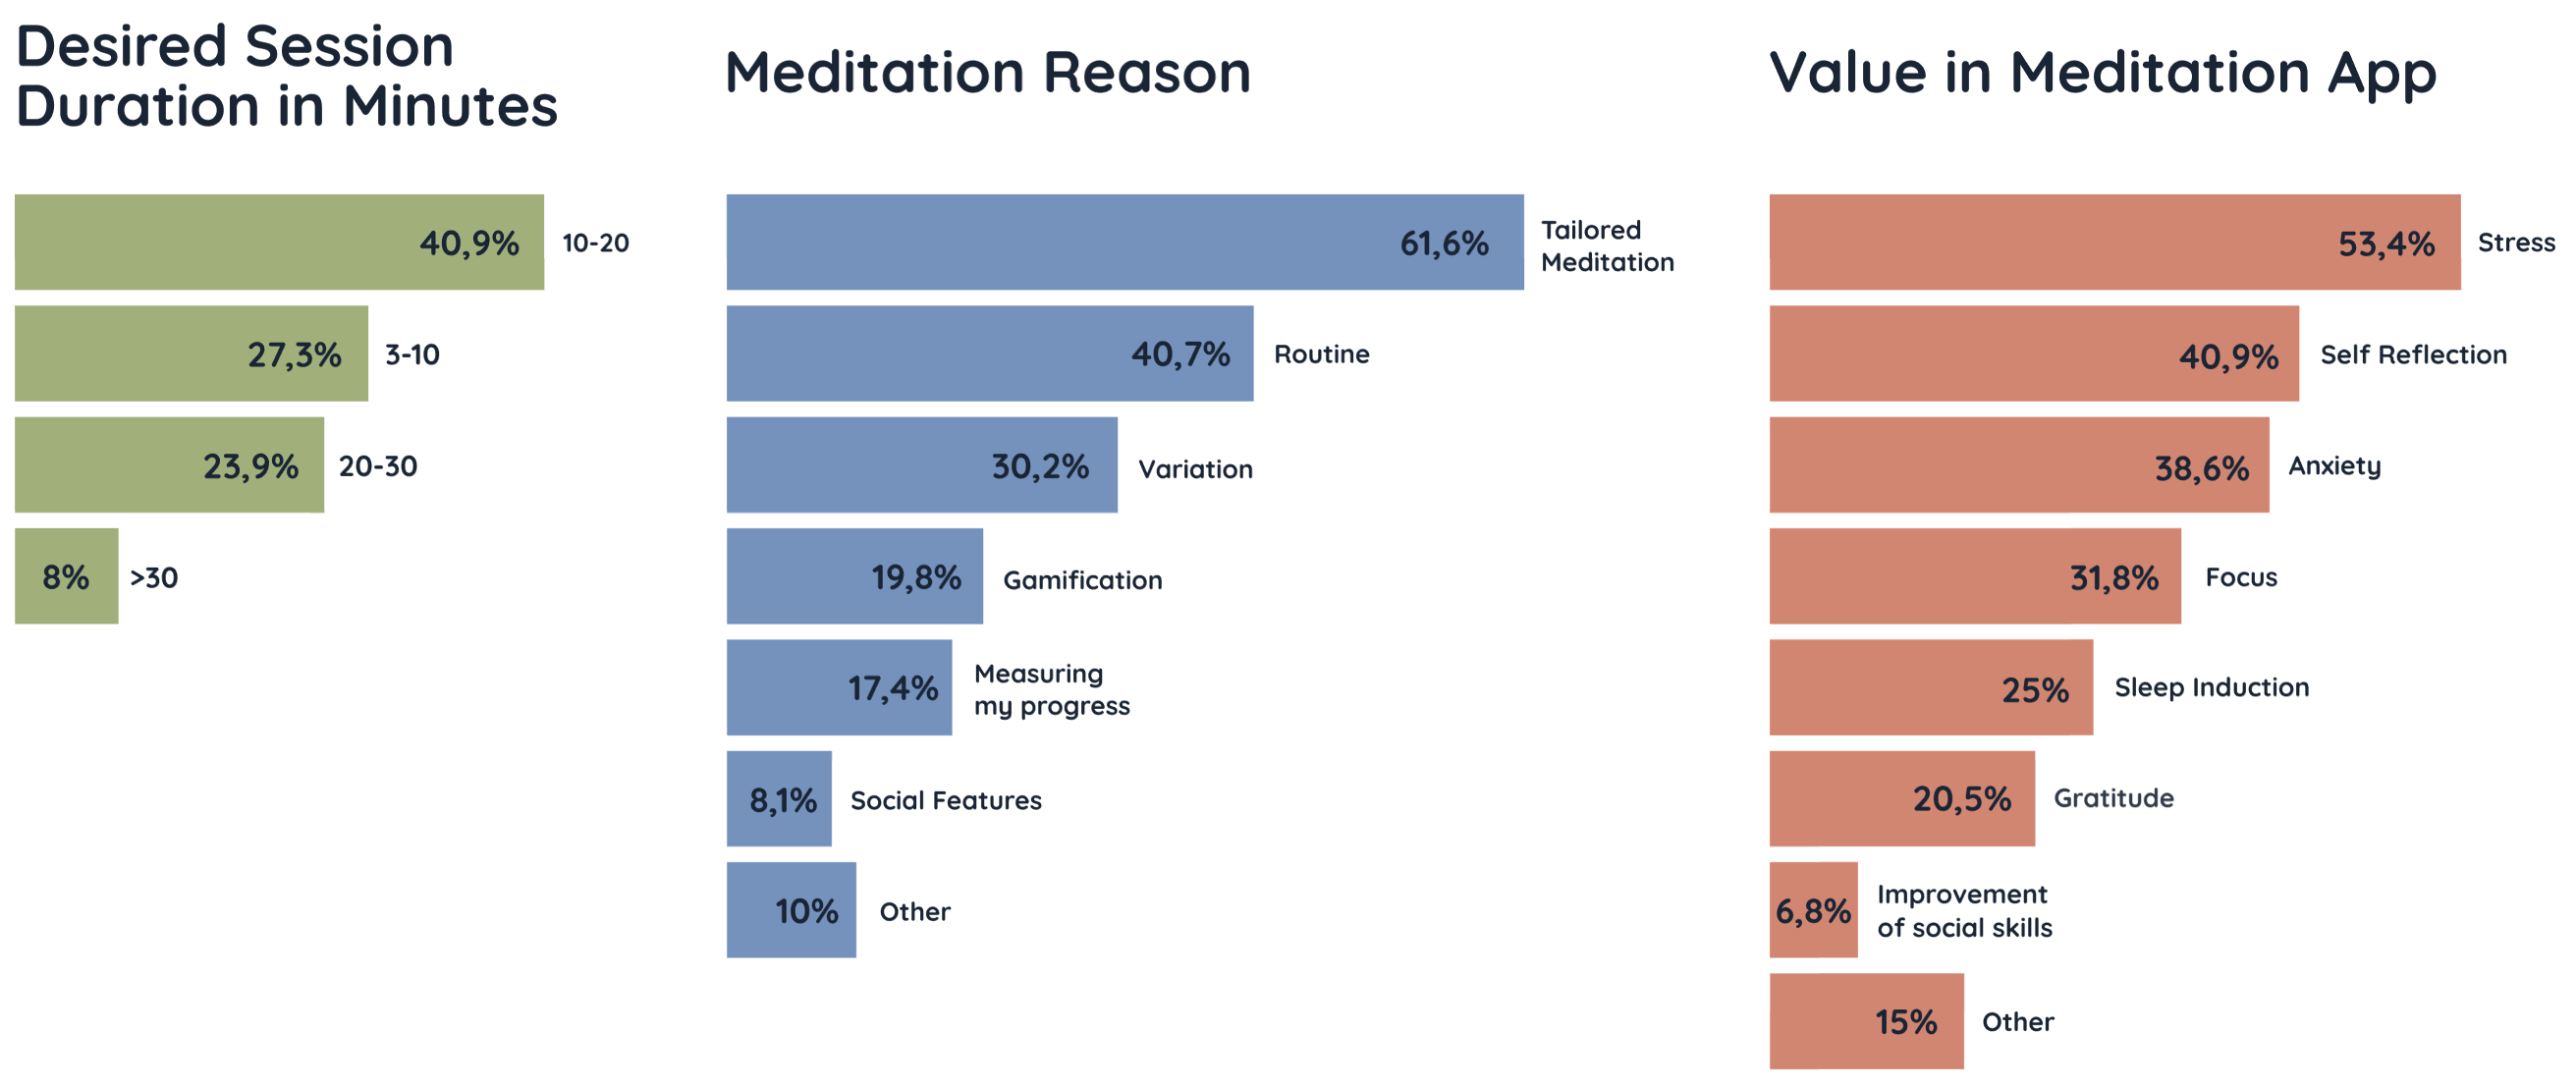 Desired Session
Duration in Minutes
40,9% 10-20
27,3% 3-10
23,9% 20-30
8% >30
Meditation Reason
61,6% Tailored
Meditation
40,7% Routine
30,2% Variation
19,8% Gamification
17,4% Measuring
my progress
8,1% Social Features
10% Other
Value in Meditation App
53,4% Stress
40,9% Self Reflection
38,6% Anxiety
31,8% Focus
25% Sleep Induction
20,5% Gratitude
6,8% Improvement
of social skills
15% Other